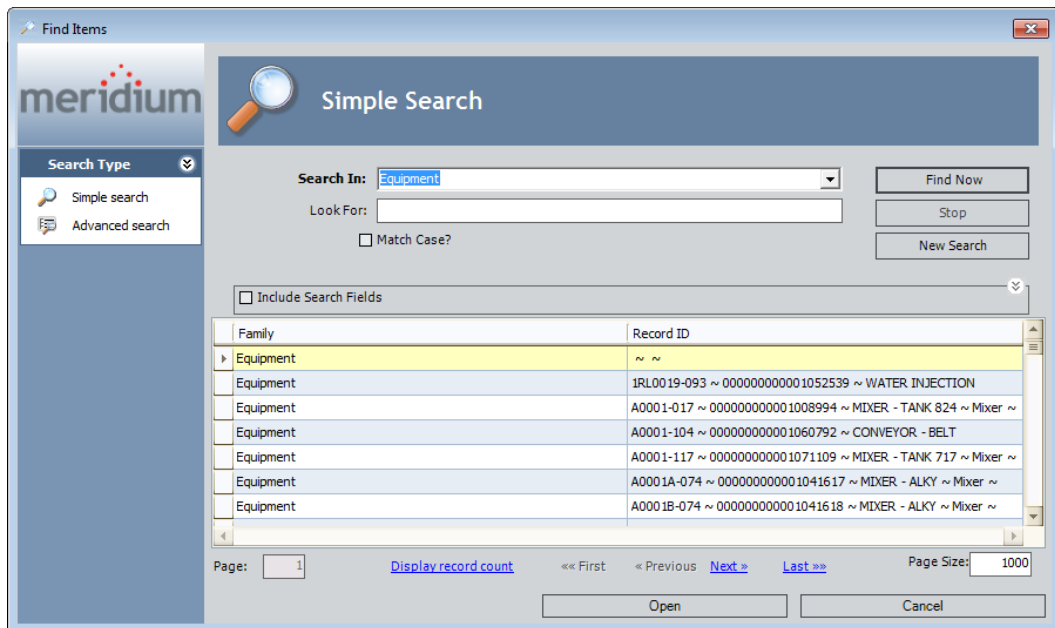 Find Items
meridium
Simple Search
Search Type
Simple search
Advanced search
Search In: Equipment
Find Now
Look For:
Stop
Match Case?
New Search
Include Search Fields
Family Record ID
Equipment ~ ~
Equipment 1RL0019-093 ~ 000000000001052539 ~ WATER INJECTION
Equipment A0001-017 ~ 000000000001008994 ~ MIXER - TANK 824 ~ Mixer ~
Equipment A0001-104 ~ 000000000001060792 ~ CONVEYOR - BELT
Equipment A0001-117 ~ 000000000001071109 ~ MIXER - TANK 717 ~ Mixer ~
Equipment A0001A-074 ~ 000000000001041617 ~ MIXER - ALKY ~ Mixer ~
Equipment A0001B-074 ~ 000000000001041618 ~ MIXER - ALKY ~ Mixer ~
Page: 1 Display record count «« First « Previous Next » Last »» Page Size: 1000
Open Cancel